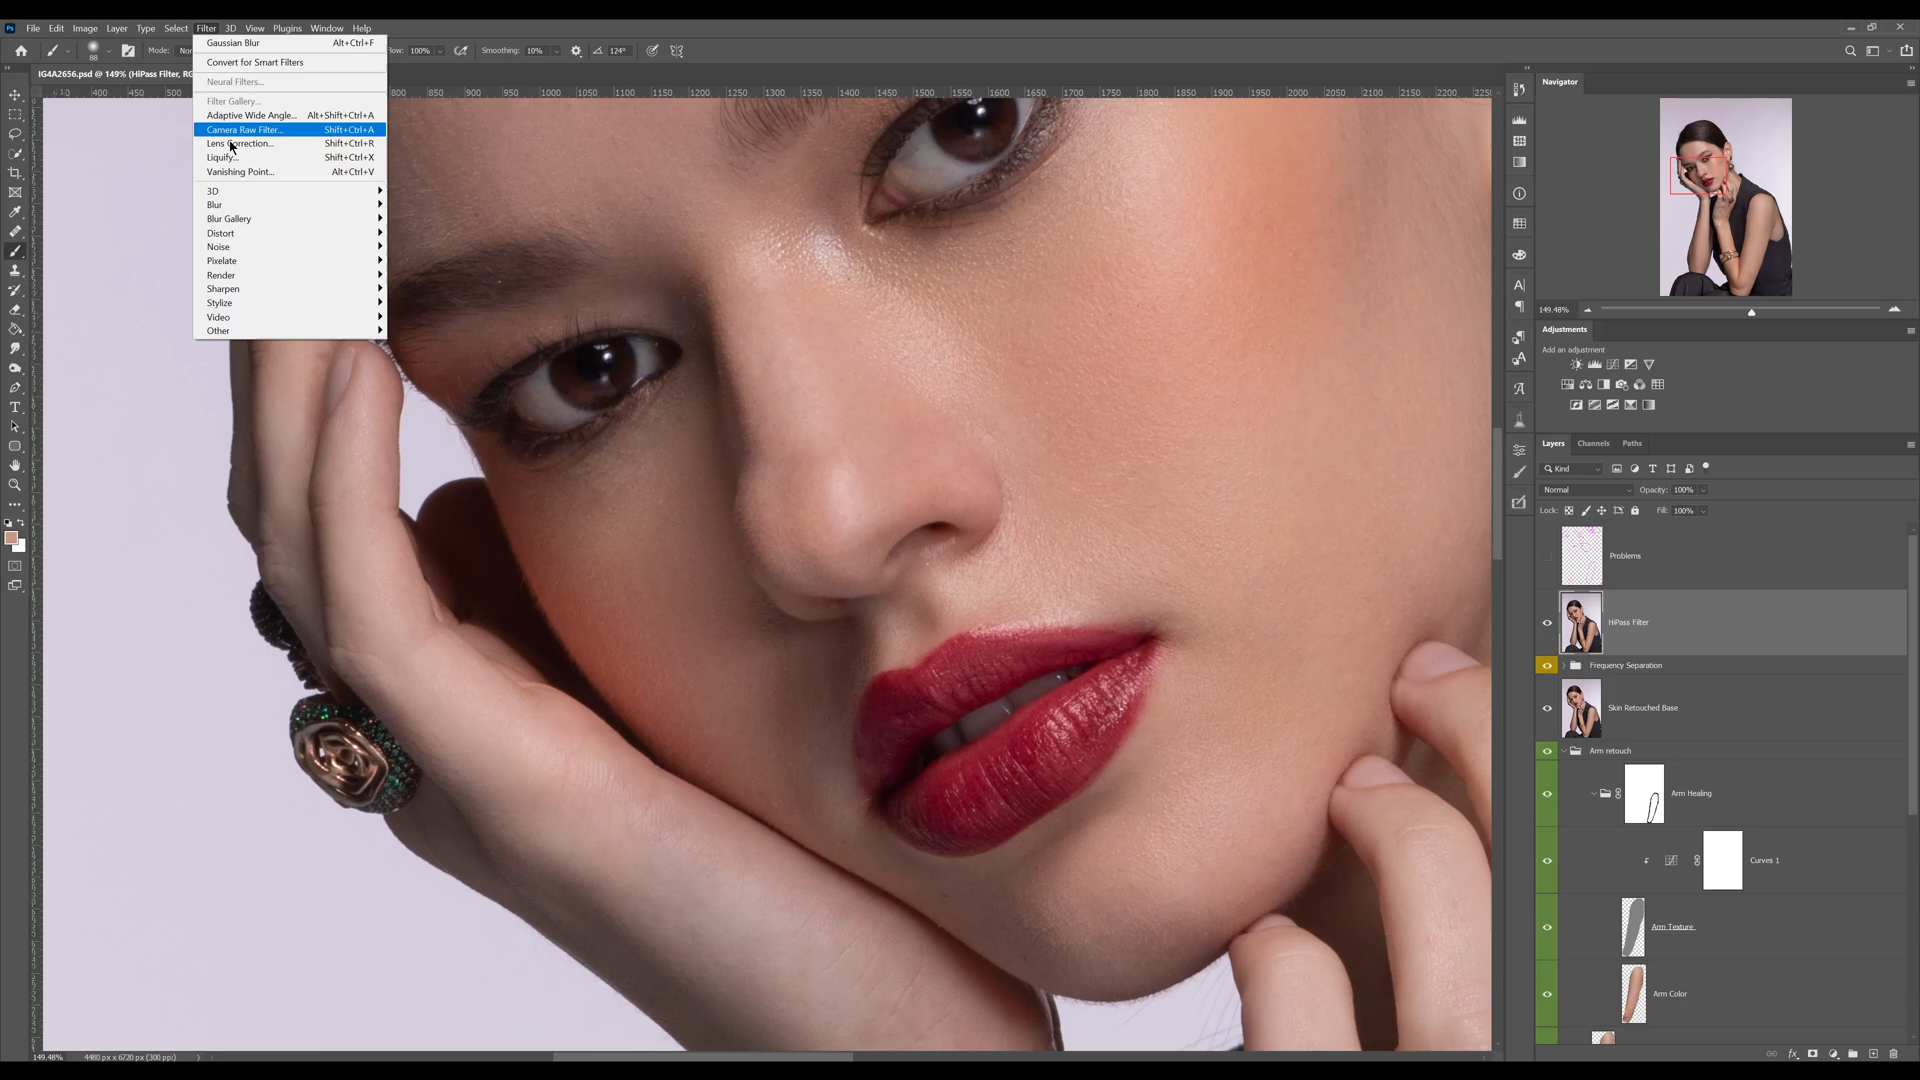 Ps File Edit Image Layer Type Select Filter 3D View Plugins Window Help
88 Mode: Flow: 100% Smoothing: 10% 124°
IG4A2656.psd @ 149% (HiPass Filter, RG
400 450 500 800 850 900 950 1000 1050 1100 1150 1200 1250 1300 1350 1400 1450 1500 1550 1600 1650 1700 1750 1800 1850 1900 1950 2000 2050 2100 2150 2200
Gaussian Blur Alt+Ctrl+F
Convert for Smart Filters
Neural Filters...
Filter Gallery...
Adaptive Wide Angle... Alt+Shift+Ctrl+A
Camera Raw Filter... Shift+Ctrl+A
Lens Correction... Shift+Ctrl+R
Liquify... Shift+Ctrl+X
Vanishing Point... Alt+Ctrl+V
3D
Blur
Blur Gallery
Distort
Noise
Pixelate
Render
Sharpen
Stylize
Video
Other
Navigator
149.48%
Adjustments
Add an adjustment
Layers Channels Paths
Kind
Normal Opacity: 100%
Lock: Fill: 100%
Problems
HiPass Filter
Frequency Separation
Skin Retouched Base
Arm retouch
Arm Healing
Curves 1
Arm Texture
Arm Color
149.48% 4480 px x 6720 px (300 ppi)